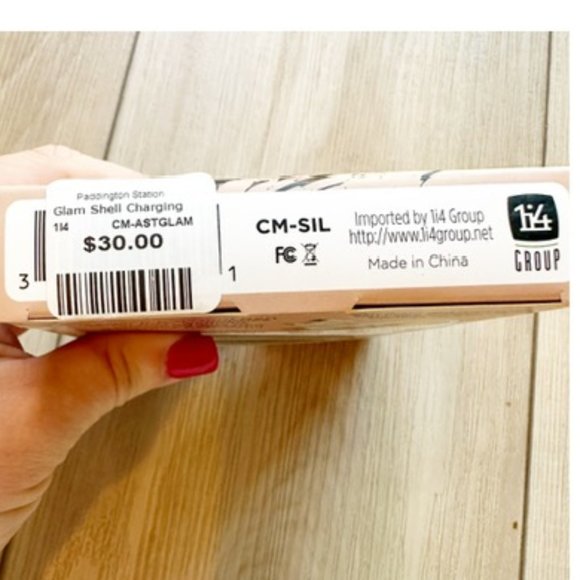 Paddington Station
Glam Shell Charging
1i4 CM-ASTGLAM
$30.00
3
1
CM-SIL
FC
Imported by 1i4 Group
http://www.1i4group.net
Made in China
1i4
GROUP